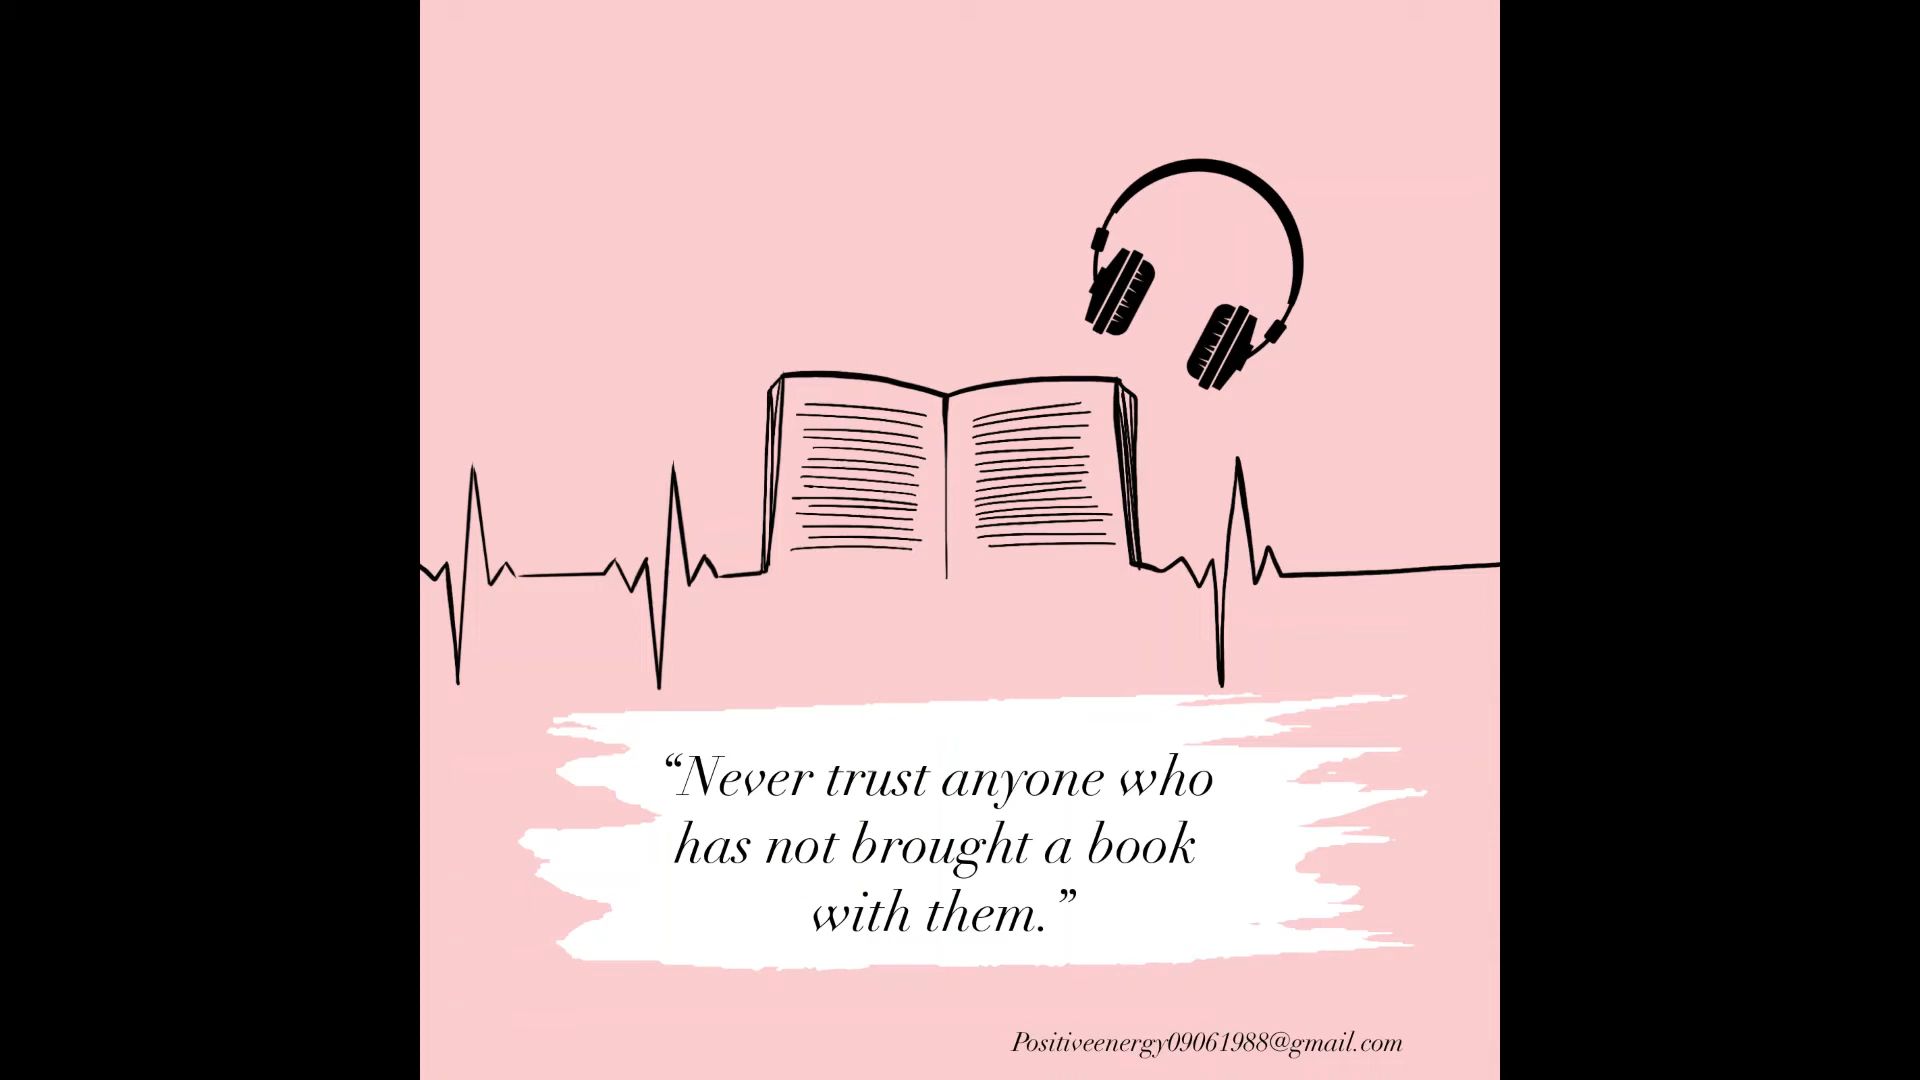 “Never trust anyone who
has not brought a book
with them.”
Positiveenergy09061988@gmail.com